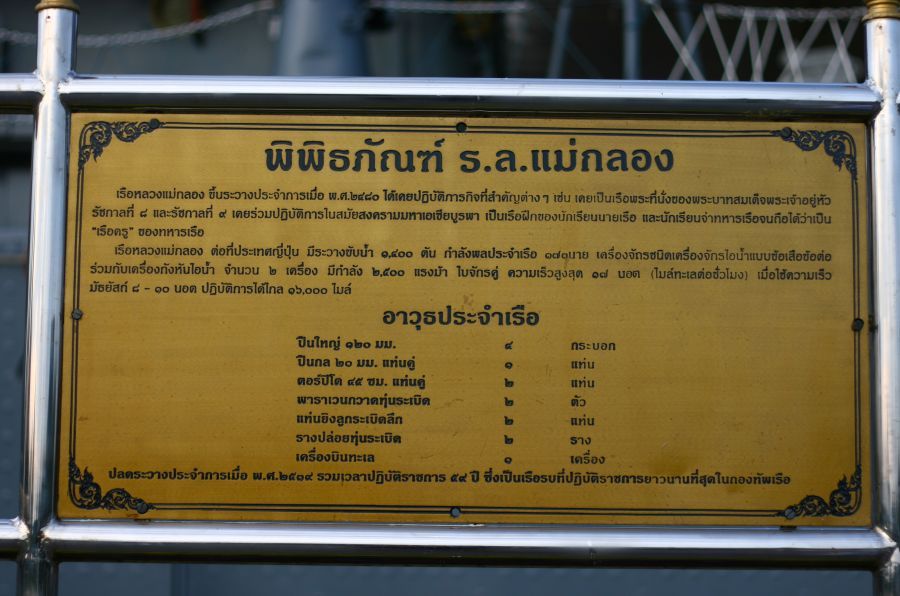 พิพิธภัณฑ์ ร.ล.แม่กลอง
เรือหลวงแม่กลอง ขึ้นระวางประจำการเมื่อ พ.ศ.๒๔๘๐ ได้เคยปฏิบัติภารกิจที่สำคัญต่าง ๆ เช่น เคยเป็นเรือพระที่นั่งของพระบาทสมเด็จพระเจ้าอยู่หัว
รัชกาลที่ ๘ และรัชกาลที่ ๙ เคยร่วมปฏิบัติการในสมัยสงครามมหาเอเซียบูรพา เป็นเรือฝึกของนักเรียนนายเรือ และนักเรียนจ่าทหารเรือจนถือได้ว่าเป็น
"เรือครู" ของทหารเรือ
เรือหลวงแม่กลอง ต่อที่ประเทศญี่ปุ่น มีระวางขับน้ำ ๑,๔๐๐ ตัน กำลังพลประจำเรือ ๑๗๓นาย เครื่องจักรชนิดเครื่องจักรไอน้ำแบบข้อเสือข้อต่อ
ร่วมกับเครื่องกังหันไอน้ำ จำนวน ๒ เครื่อง มีกำลัง ๒,๕๐๐ แรงม้า ใบจักรคู่ ความเร็วสูงสุด ๑๗ นอต (ไมล์ทะเลต่อชั่วโมง) เมื่อใช้ความเร็ว
มัธยัสถ์ ๘ - ๑๐ นอต ปฏิบัติการได้ไกล ๑๖,๐๐๐ ไมล์
อาวุธประจำเรือ
ปืนใหญ่ ๑๒๐ มม. ๔ กระบอก
ปืนกล ๒๐ มม. แท่นคู่ ๑ แท่น
ตอร์ปิโด ๔๕ ซม. แท่นคู่ ๒ แท่น
พาราเวนกวาดทุ่นระเบิด ๒ ตัว
แท่นยิงลูกระเบิดลึก ๒ แท่น
รางปล่อยทุ่นระเบิด ๒ ราง
เครื่องบินทะเล ๑ เครื่อง
ปลดระวางประจำการเมื่อ พ.ศ.๒๕๓๙ รวมเวลาปฏิบัติราชการ ๕๙ ปี ซึ่งเป็นเรือรบที่ปฏิบัติราชการยาวนานที่สุดในกองทัพเรือ